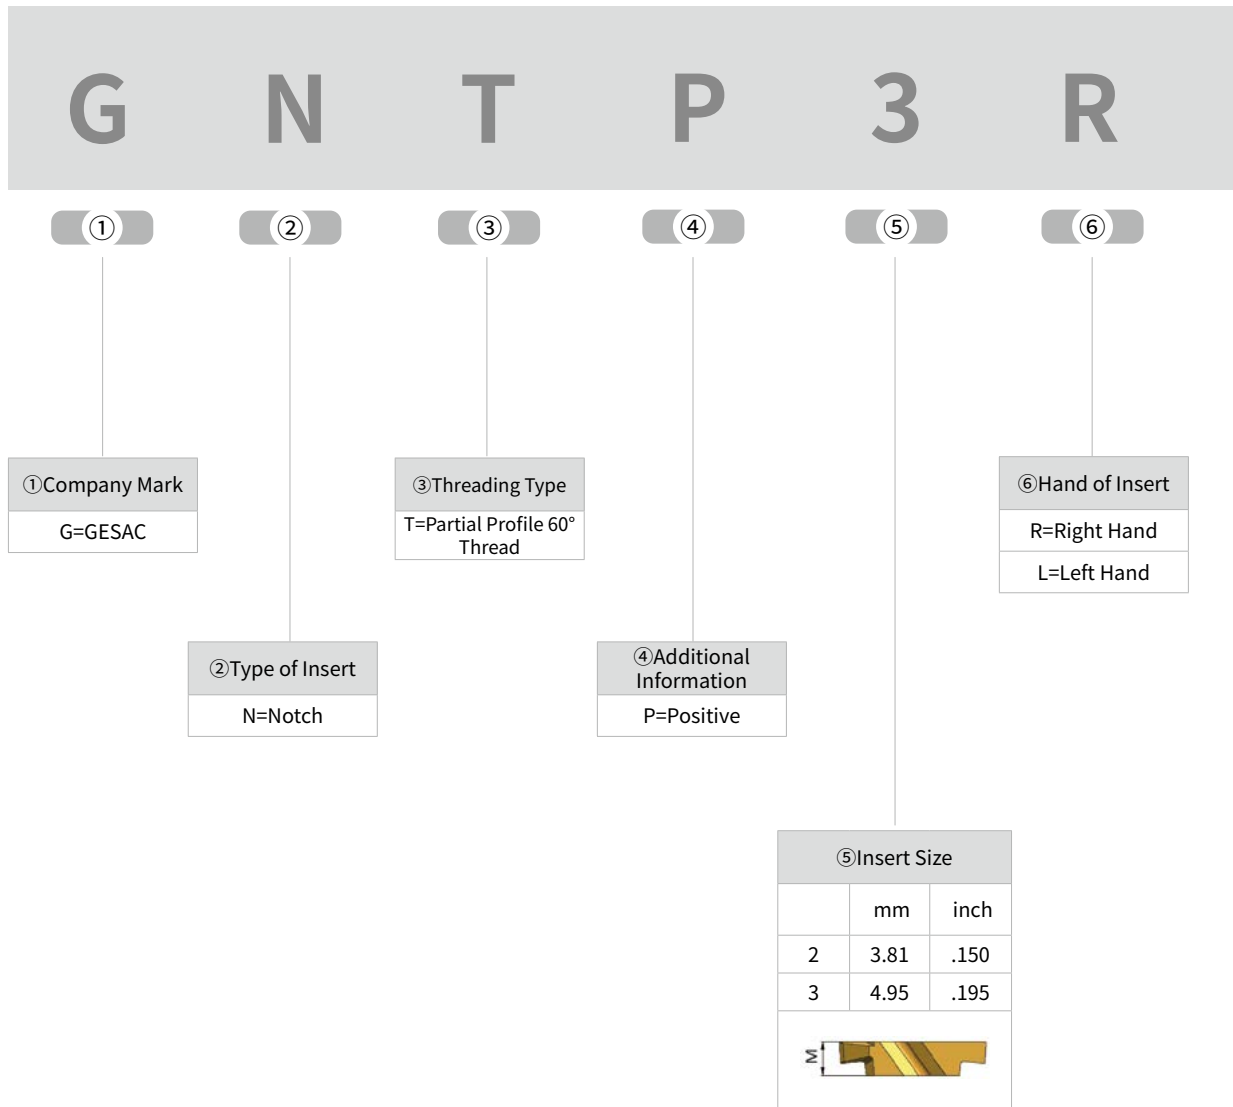 G N T P 3 R
① ② ③ ④ ⑤ ⑥
①Company Mark
G=GESAC
③Threading Type
T=Partial Profile 60°
Thread
⑥Hand of Insert
R=Right Hand
L=Left Hand
②Type of Insert
N=Notch
④Additional
Information
P=Positive
⑤Insert Size
mm inch
2 3.81 .150
3 4.95 .195
M